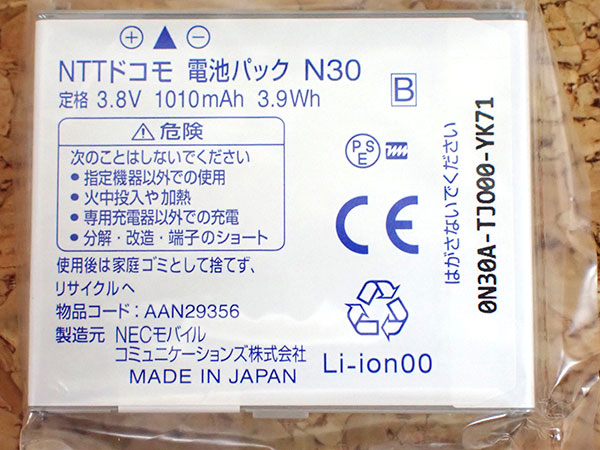 ⊕ ▲ ⊖
NTTドコモ 電池パック N30
定格 3.8V 1010mAh 3.9Wh
B
⚠危険
次のことはしないでください
●指定機器以外での使用
●火中投入や加熱
●専用充電器以外での充電
●分解・改造・端子のショート
使用後は家庭ゴミとして捨てず、
リサイクルへ
物品コード：AAN29356
製造元 NECモバイル
コミュニケーションズ株式会社
MADE IN JAPAN
PSE
CE
Li-ion00
はがさないでください
0N30A-TJO00-YK71